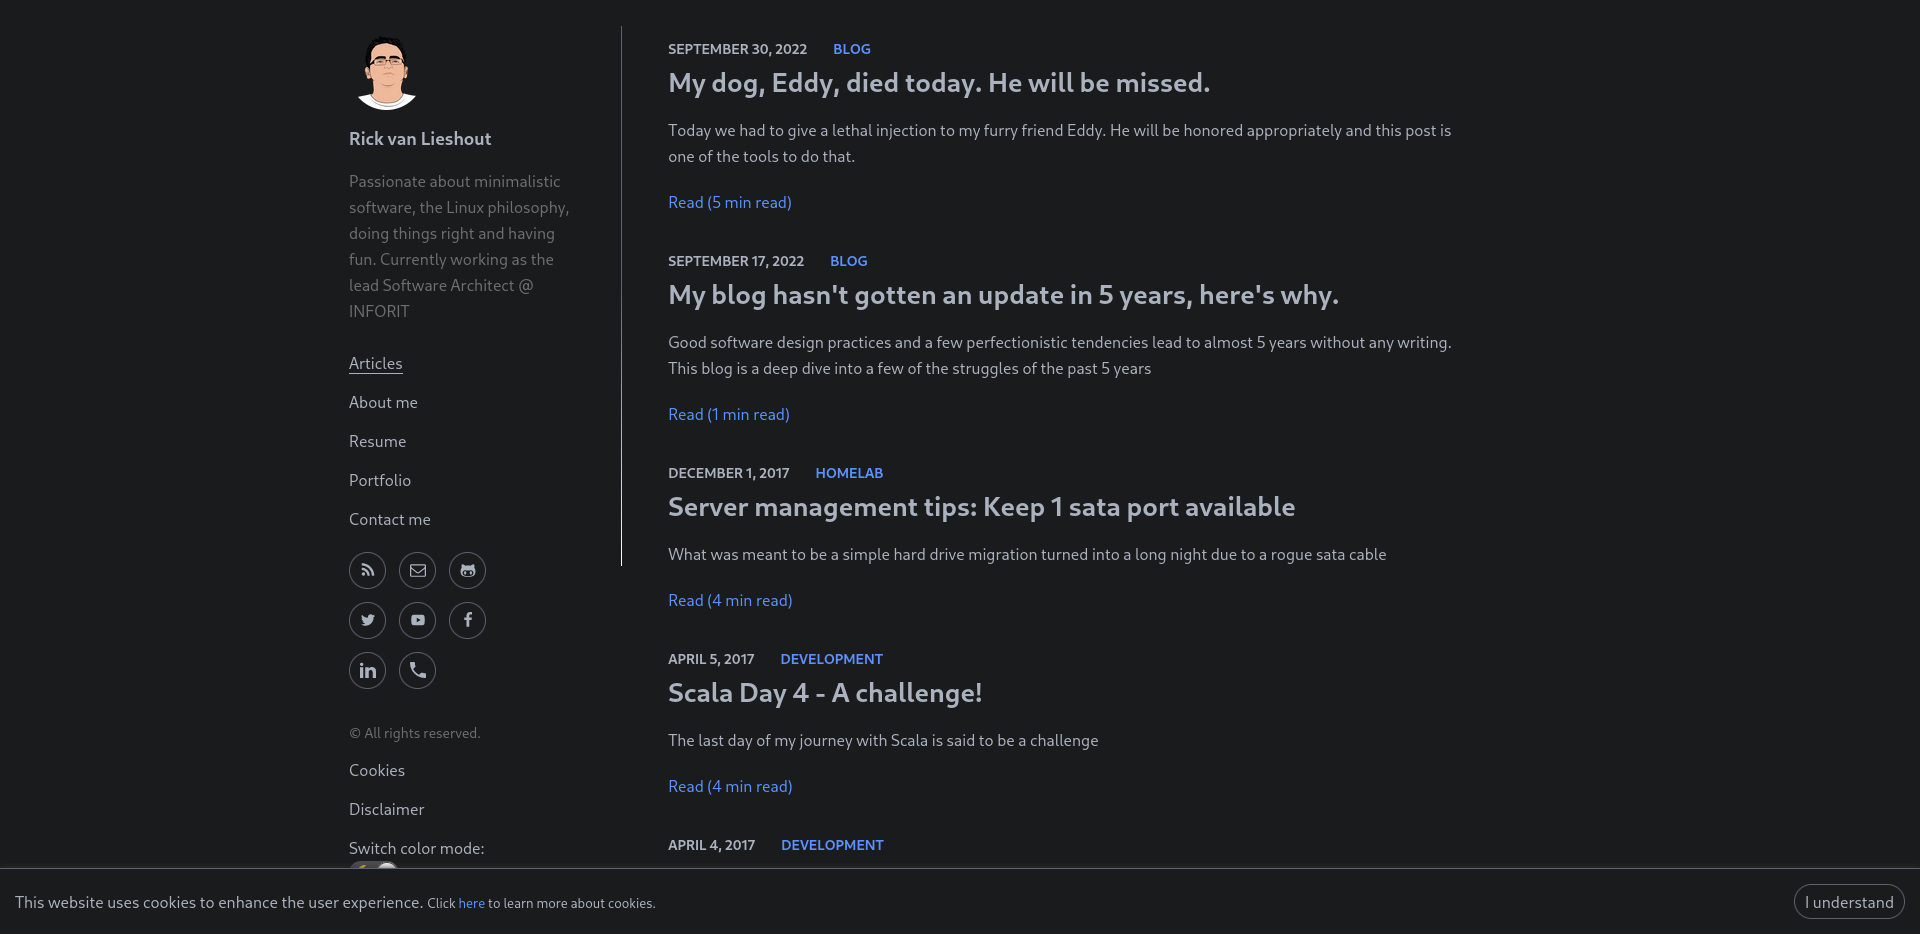 Rick van Lieshout
Passionate about minimalistic
software, the Linux philosophy,
doing things right and having
fun. Currently working as the
lead Software Architect @
INFORIT
Articles
About me
Resume
Portfolio
Contact me
© All rights reserved.
Cookies
Disclaimer
Switch color mode:
SEPTEMBER 30, 2022 BLOG
My dog, Eddy, died today. He will be missed.
Today we had to give a lethal injection to my furry friend Eddy. He will be honored appropriately and this post is
one of the tools to do that.
Read (5 min read)
SEPTEMBER 17, 2022 BLOG
My blog hasn't gotten an update in 5 years, here's why.
Good software design practices and a few perfectionistic tendencies lead to almost 5 years without any writing.
This blog is a deep dive into a few of the struggles of the past 5 years
Read (1 min read)
DECEMBER 1, 2017 HOMELAB
Server management tips: Keep 1 sata port available
What was meant to be a simple hard drive migration turned into a long night due to a rogue sata cable
Read (4 min read)
APRIL 5, 2017 DEVELOPMENT
Scala Day 4 - A challenge!
The last day of my journey with Scala is said to be a challenge
Read (4 min read)
APRIL 4, 2017 DEVELOPMENT
This website uses cookies to enhance the user experience. Click here to learn more about cookies.
I understand